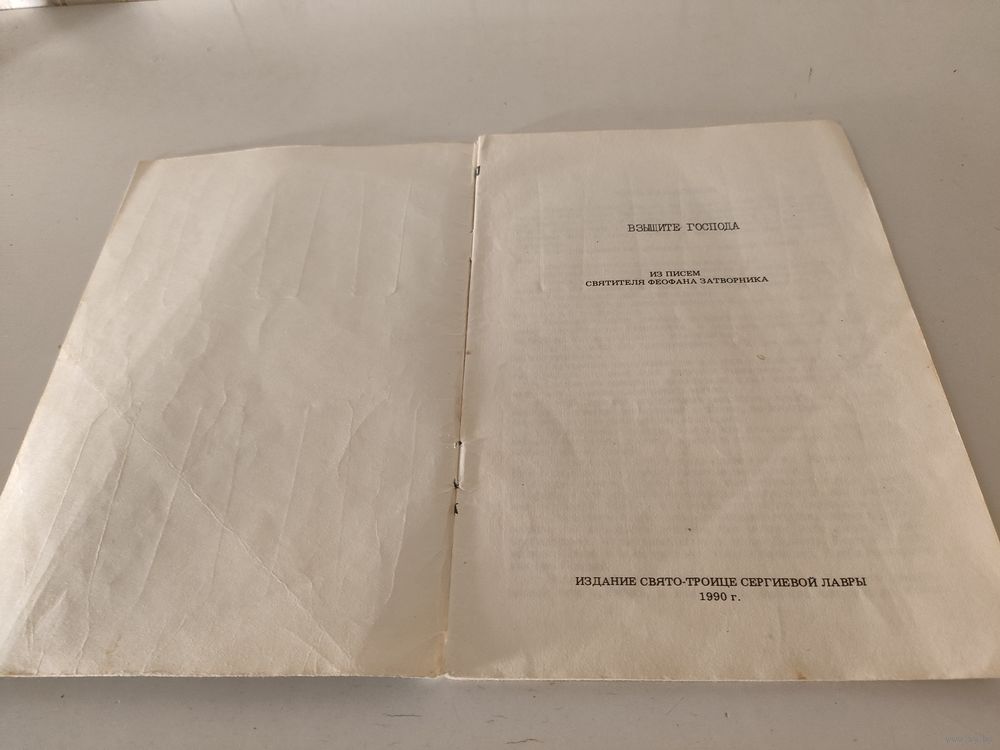 ВЗЫЩИТЕ ГОСПОДА
ИЗ ПИСЕМ
СВЯТИТЕЛЯ ФЕОФАНА ЗАТВОРНИКА
ИЗДАНИЕ СВЯТО-ТРОИЦЕ СЕРГИЕВОЙ ЛАВРЫ
1990 г.